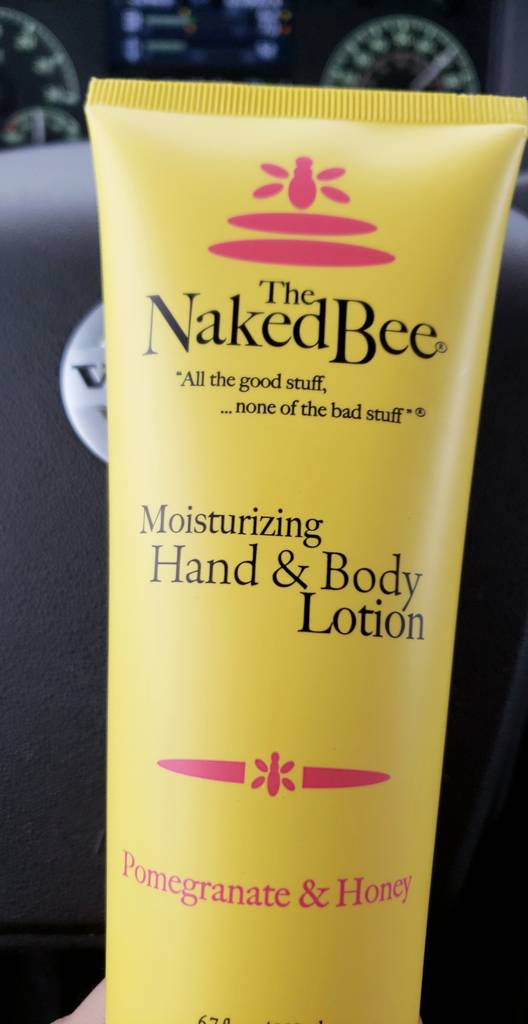 The
NakedBee®
"All the good stuff,
... none of the bad stuff"®
Moisturizing
Hand & Body
Lotion
Pomegranate & Honey